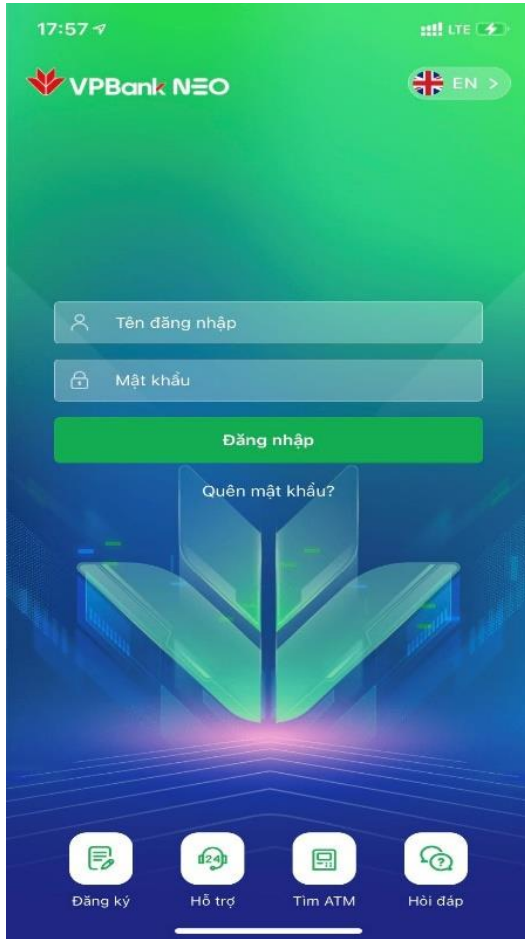 17:57
LTE
VPBank NEO
EN >
Tên đăng nhập
Mật khẩu
Đăng nhập
Quên mật khẩu?
24
Đăng ký
Hỗ trợ
Tìm ATM
Hỏi đáp